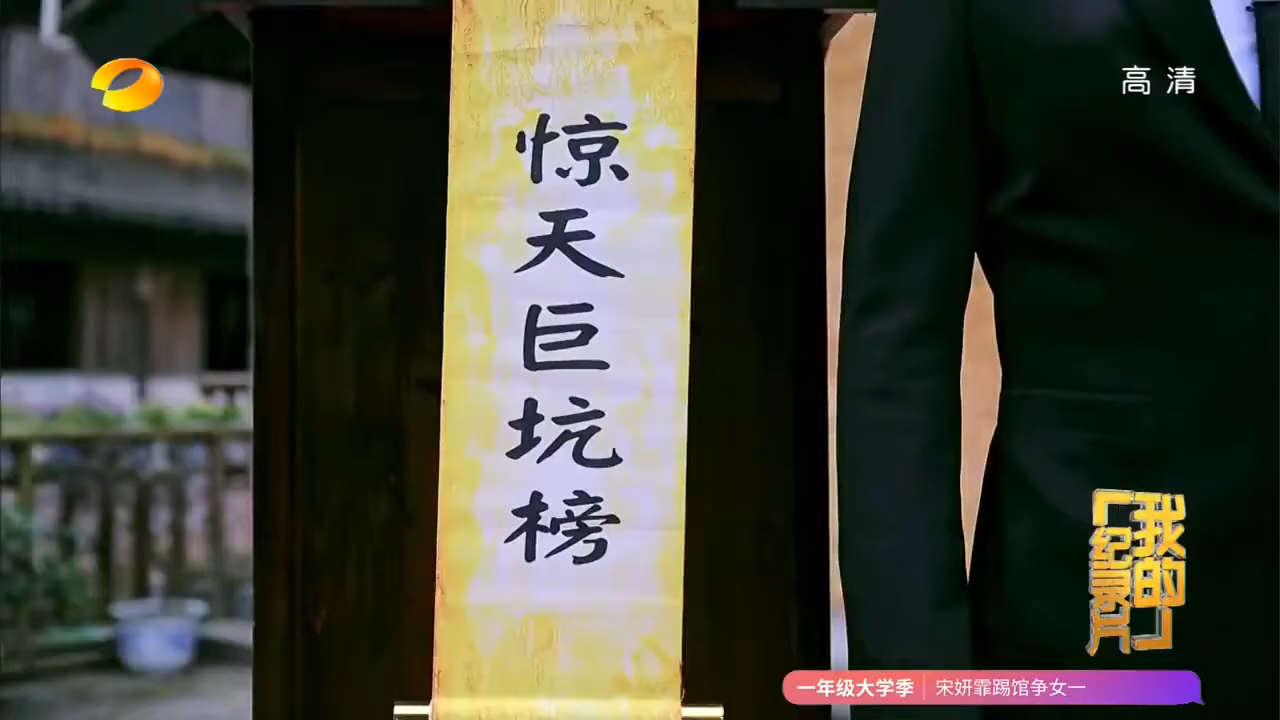 高清
惊天巨坑榜
我的
纪录片
一年级大学季 宋妍霏踢馆争女一